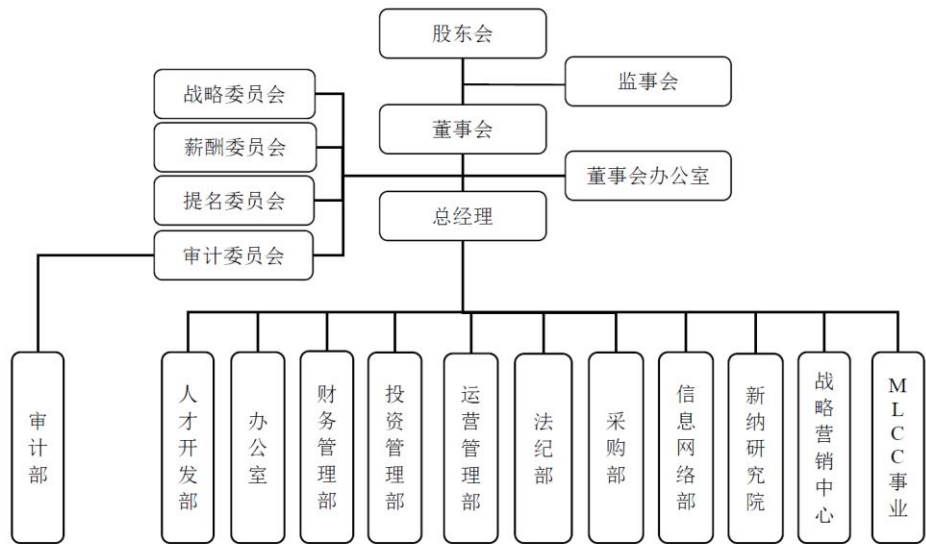 股东会
监事会
战略委员会
董事会
薪酬委员会
董事会办公室
提名委员会
总经理
审计委员会
审计部
人才开发部
办公室
财务管理部
投资管理部
运营管理部
法纪部
采购部
信息网络部
新纳研究院
战略营销中心
MLCC事业